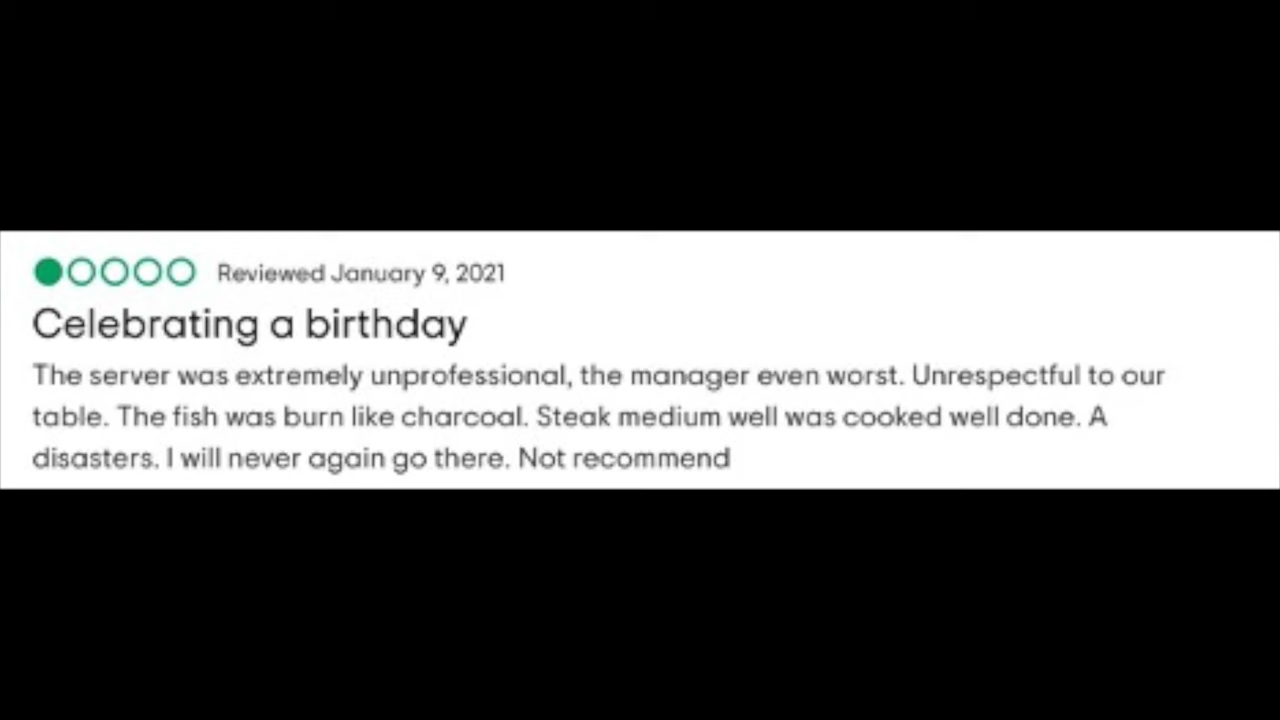 Reviewed January 9, 2021
Celebrating a birthday
The server was extremely unprofessional, the manager even worst. Unrespectful to our
table. The fish was burn like charcoal. Steak medium well was cooked well done. A
disasters. I will never again go there. Not recommend